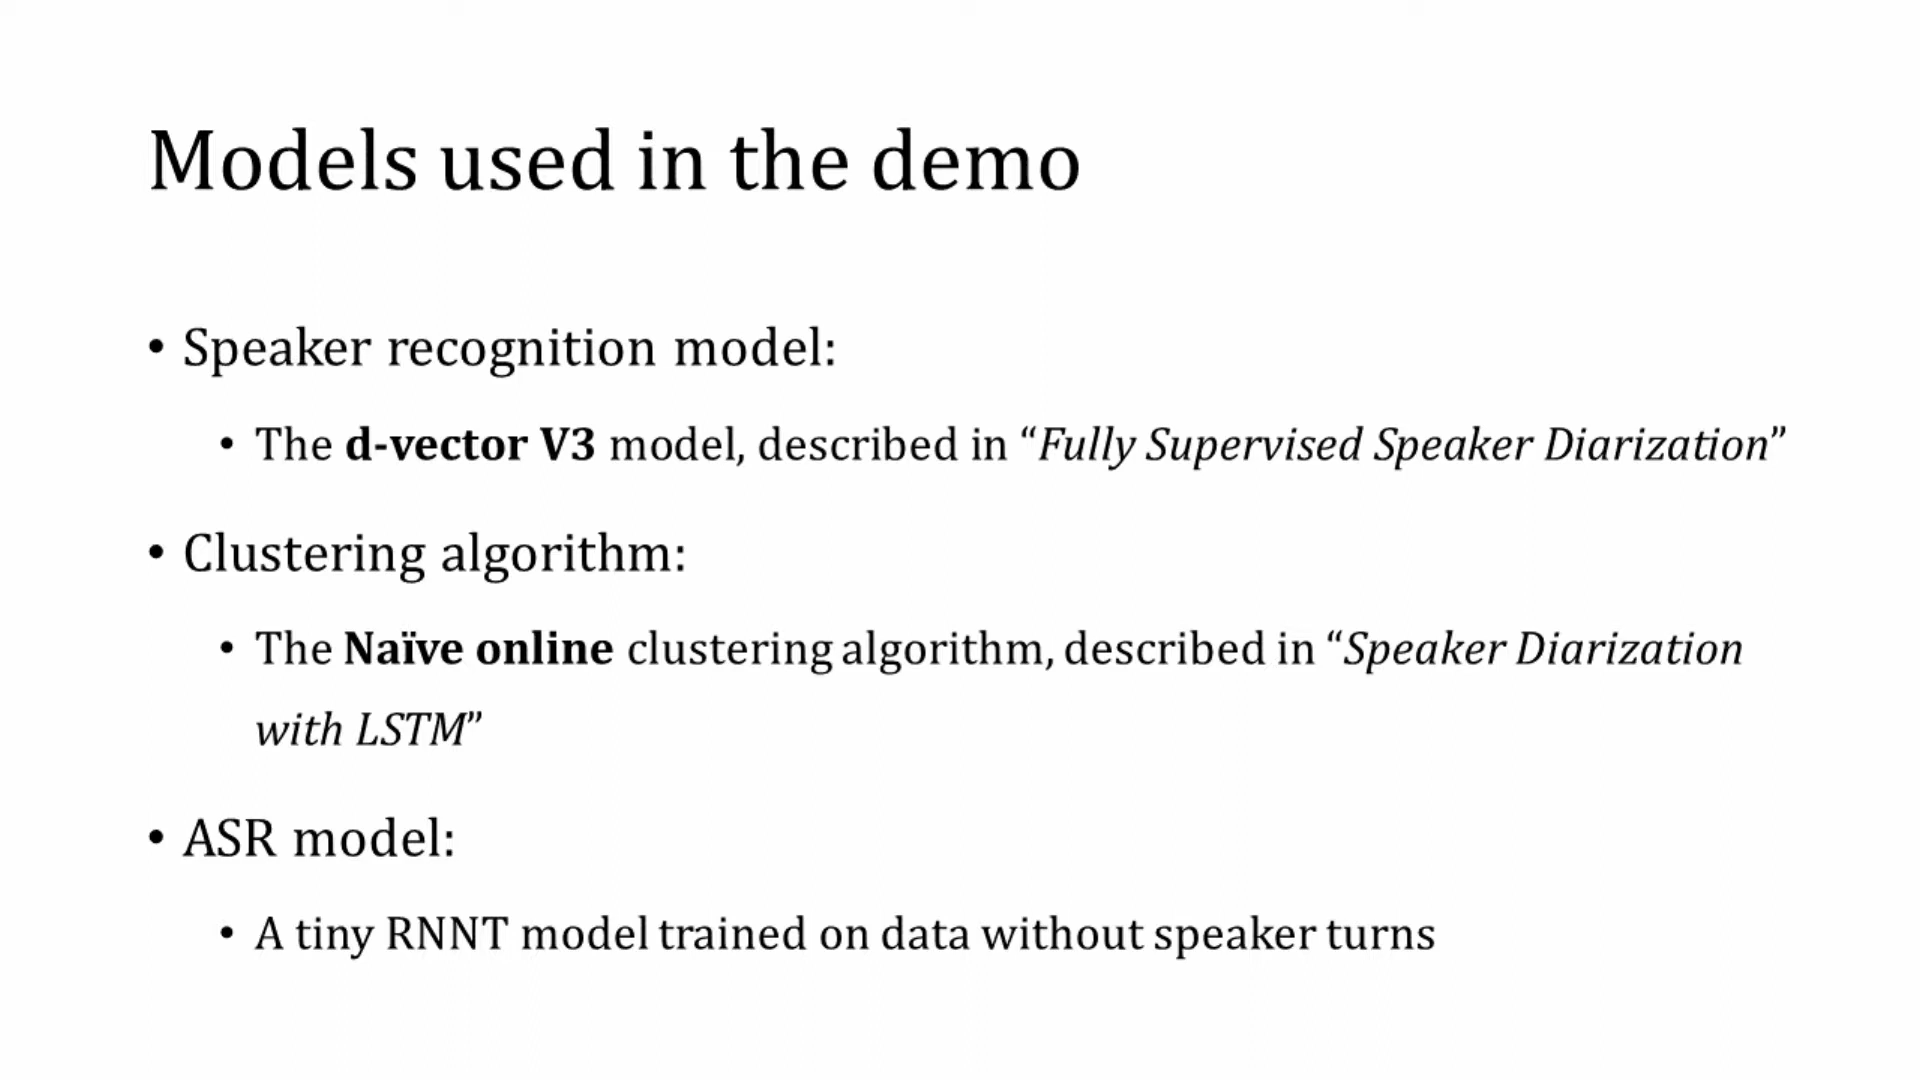 Models used in the demo
• Speaker recognition model:
• The d-vector V3 model, described in “Fully Supervised Speaker Diarization”
• Clustering algorithm:
• The Naïve online clustering algorithm, described in “Speaker Diarization
with LSTM”
• ASR model:
• A tiny RNNT model trained on data without speaker turns